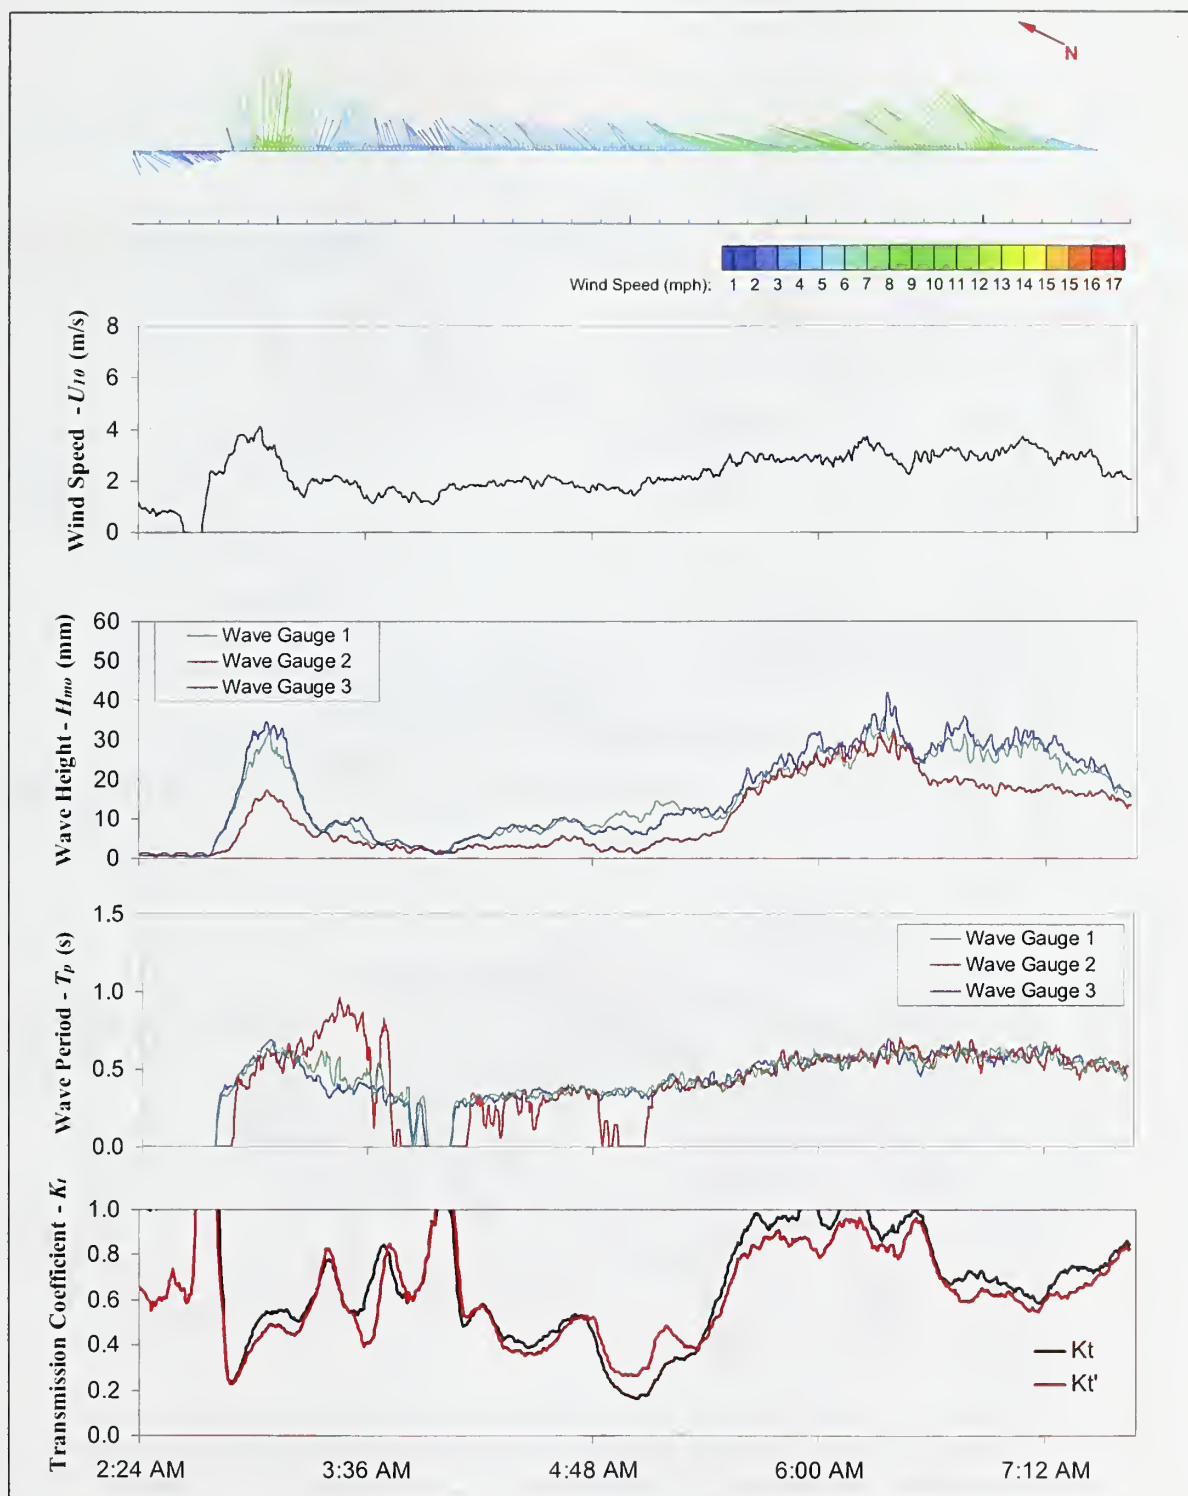 N
Wind Speed (mph): 1 2 3 4 5 6 7 8 9 10 11 12 13 14 15 15 16 17
Wind Speed - U10 (m/s)
8
6
4
2
0
Wave Height - Hmo (mm)
60
50
40
30
20
10
0
Wave Gauge 1
Wave Gauge 2
Wave Gauge 3
Wave Period - Tp (s)
1.5
1.0
0.5
0.0
Wave Gauge 1
Wave Gauge 2
Wave Gauge 3
Transmission Coefficient - Kt
1.0
0.8
0.6
0.4
0.2
0.0
Kt
Kt'
2:24 AM 3:36 AM 4:48 AM 6:00 AM 7:12 AM